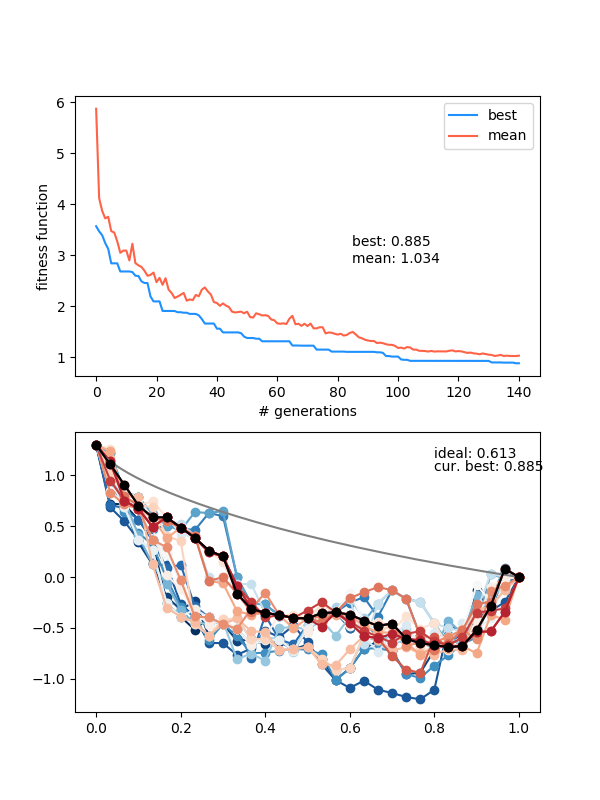 6
5
4
3
2
1
fitness function
best
mean
best: 0.885
mean: 1.034
0 20 40 60 80 100 120 140
# generations
1.0
0.5
0.0
−0.5
−1.0
ideal: 0.613
cur. best: 0.885
0.0 0.2 0.4 0.6 0.8 1.0